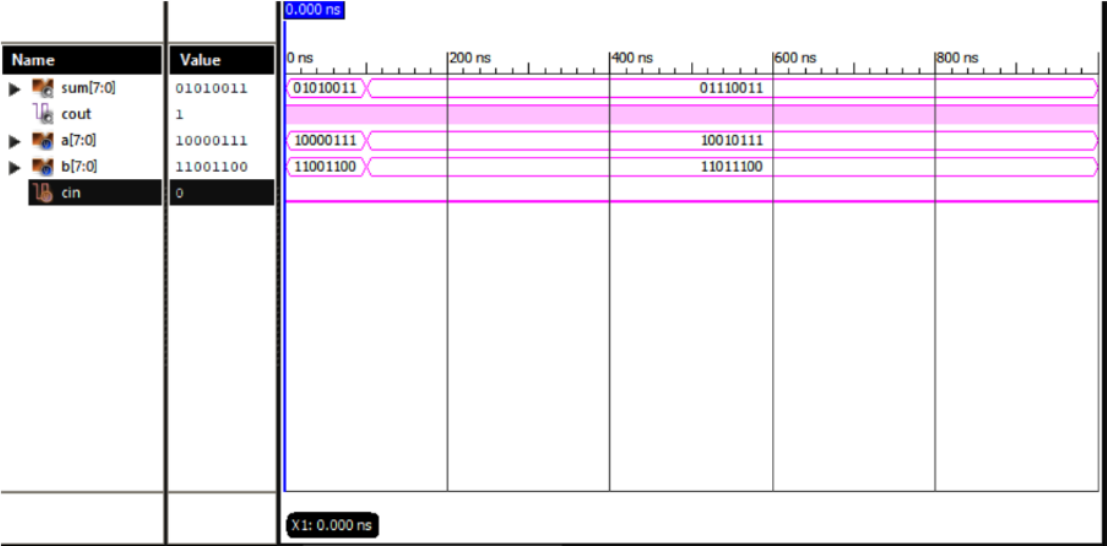 0.000 ns
Name Value 0 ns 200 ns 400 ns 600 ns 800 ns
sum[7:0] 01010011 01010011 01110011
cout 1
a[7:0] 10000111 10000111 10010111
b[7:0] 11001100 11001100 11011100
cin 0
X1: 0.000 ns